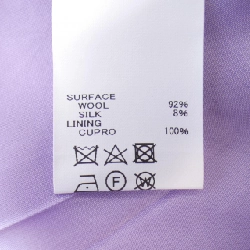 SURFACE
WOOL 92%
SILK 8%
LINING
CUPRO 100%
F